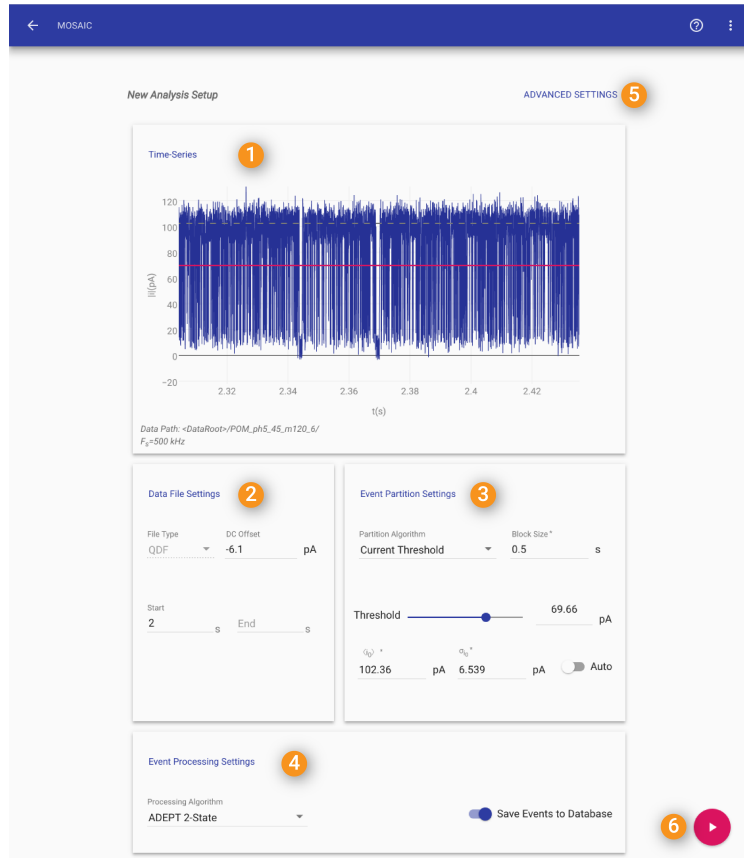 MOSAIC
New Analysis Setup
ADVANCED SETTINGS 5
Time-Series 1
120
100
80
60
40
20
0
−20
|i|(pA)
2.32 2.34 2.36 2.38 2.4 2.42
t(s)
Data Path: <DataRoot>/POM_ph5_45_m120_6/
Fs=500 kHz
Data File Settings 2
File Type DC Offset
QDF -6.1 pA
Start
2 s End s
Event Partition Settings 3
Partition Algorithm Block Size *
Current Threshold 0.5 s
Threshold 69.66 pA
⟨i₀⟩ * σi₀ *
102.36 pA 6.539 pA Auto
Event Processing Settings 4
Processing Algorithm
ADEPT 2-State Save Events to Database
6